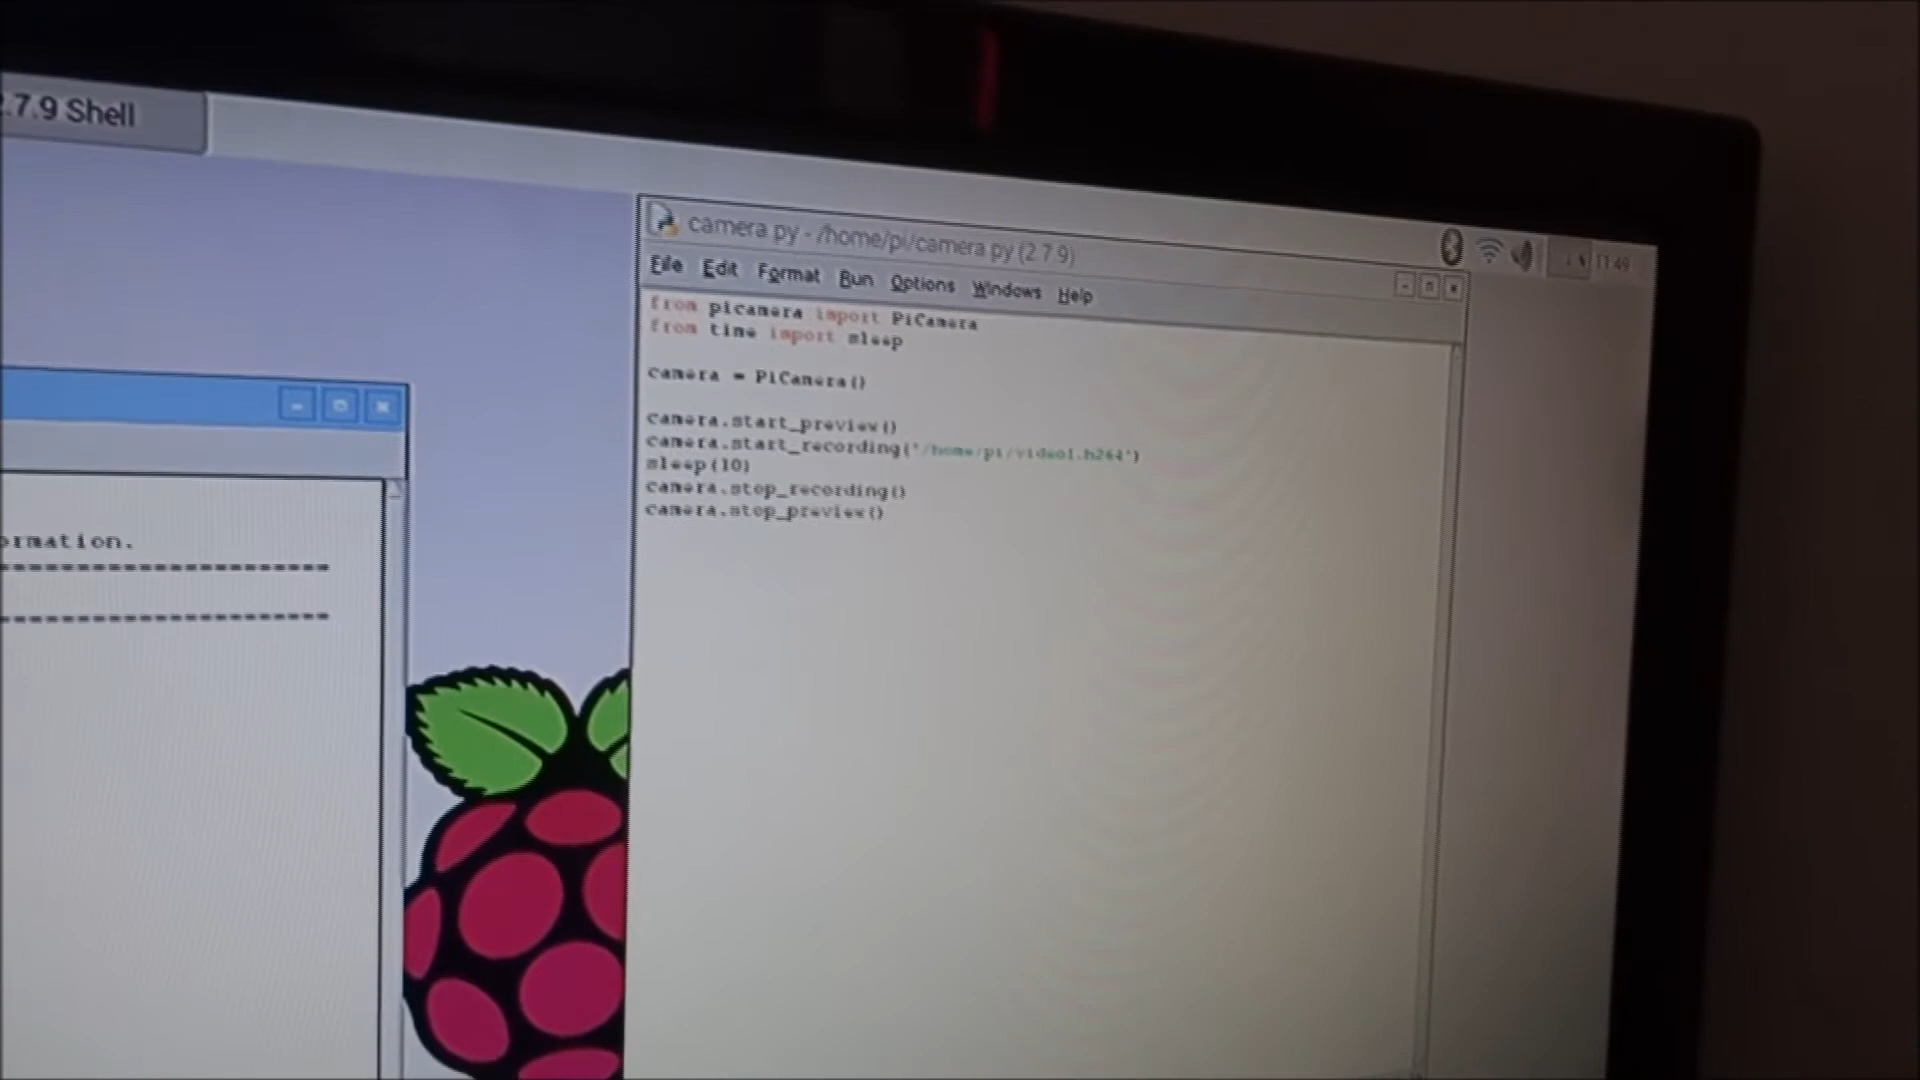 .7.9 Shell
camera.py - /home/pi/camera.py (2.7.9)
11:49
File Edit Format Run Options Windows Help
from picamera import PiCamera
from time import sleep
camera = PiCamera()
camera.start_preview()
camera.start_recording('/home/pi/video1.h264')
sleep(10)
camera.stop_recording()
camera.stop_preview()
ormation.